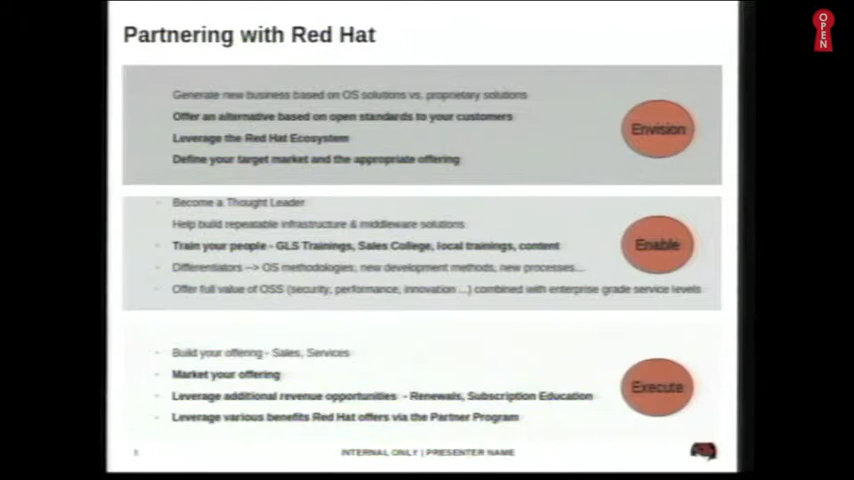 Partnering with Red Hat
OPEN
Generate new business based on OS solutions vs. proprietary solutions
Offer an alternative based on open standards to your customers
Leverage the Red Hat Ecosystem
Define your target market and the appropriate offering
Envision
Become a Thought Leader
Help build repeatable infrastructure & middleware solutions
Train your people - GLS Trainings, Sales College, local trainings, content
Differentiators --> OS methodologies, new development methods, new processes...
Offer full value of OSS (security, performance, innovation ...) combined with enterprise grade service levels
Enable
Build your offering - Sales, Services
Market your offering
Leverage additional revenue opportunities - Renewals, Subscription Education
Leverage various benefits Red Hat offers via the Partner Program
Execute
INTERNAL ONLY | PRESENTER NAME